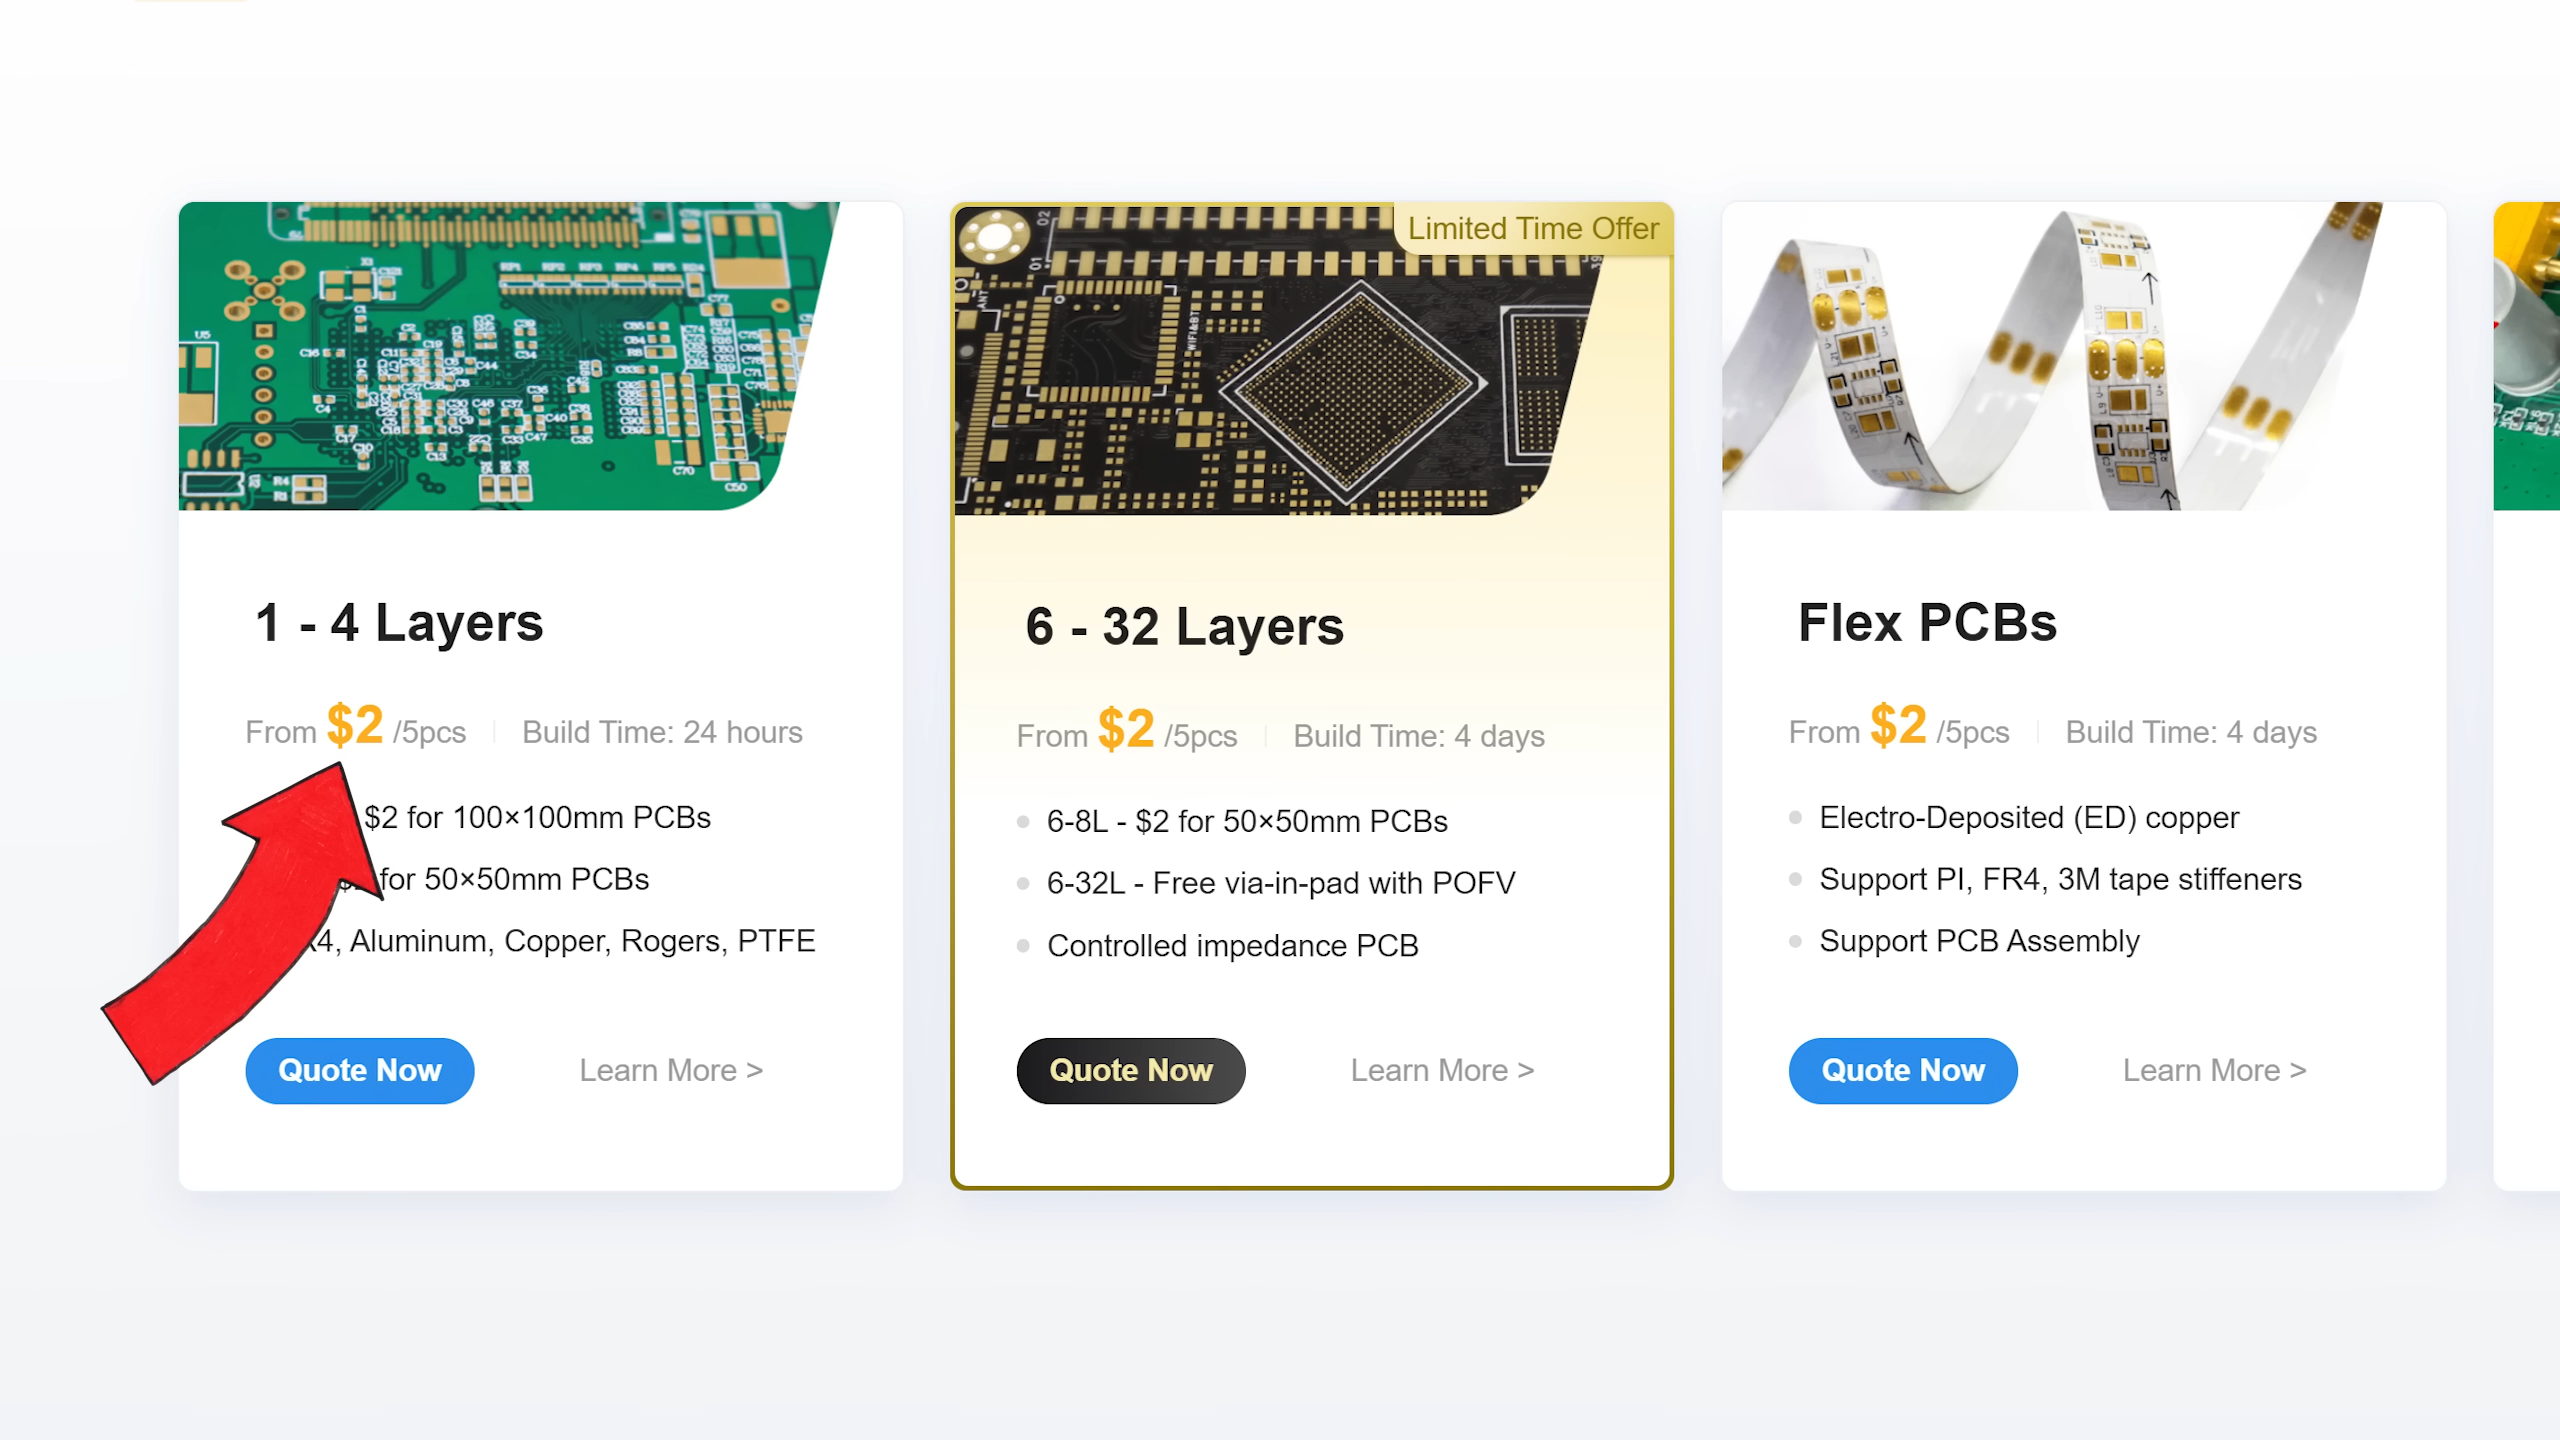 Limited Time Offer
1 - 4 Layers
From $2 /5pcs
Build Time: 24 hours
$2 for 100×100mm PCBs
for 50×50mm PCBs
4, Aluminum, Copper, Rogers, PTFE
Quote Now
Learn More >
6 - 32 Layers
From $2 /5pcs
Build Time: 4 days
6-8L - $2 for 50×50mm PCBs
6-32L - Free via-in-pad with POFV
Controlled impedance PCB
Quote Now
Learn More >
Flex PCBs
From $2 /5pcs
Build Time: 4 days
Electro-Deposited (ED) copper
Support PI, FR4, 3M tape stiffeners
Support PCB Assembly
Quote Now
Learn More >